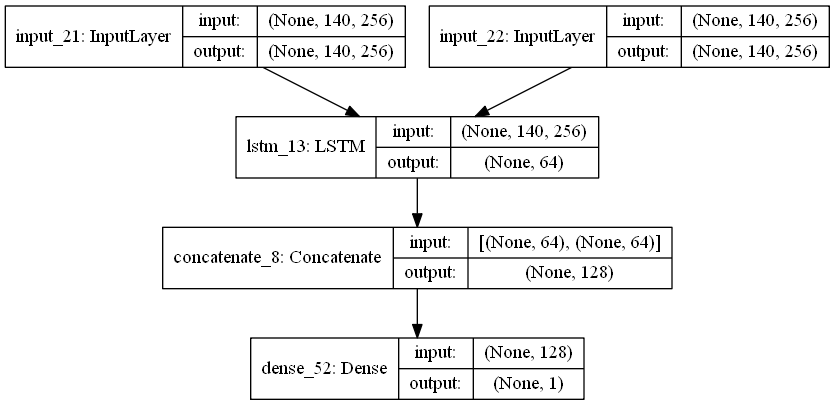 input_21: InputLayer input: (None, 140, 256) output: (None, 140, 256)
input_22: InputLayer input: (None, 140, 256) output: (None, 140, 256)
lstm_13: LSTM input: (None, 140, 256) output: (None, 64)
concatenate_8: Concatenate input: [(None, 64), (None, 64)] output: (None, 128)
dense_52: Dense input: (None, 128) output: (None, 1)